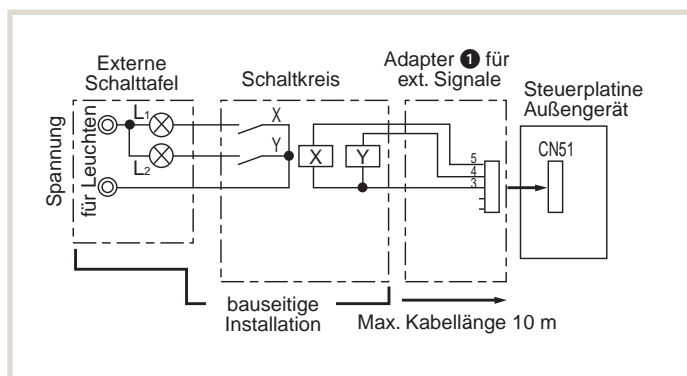 Externe
Schalttafel
Schaltkreis
Adapter ❶ für
ext. Signale
Steuerplatine
Außengerät
Spannung
für Leuchten
L1
L2
X
Y
X
Y
5
4
3
CN51
bauseitige
Installation
Max. Kabellänge 10 m